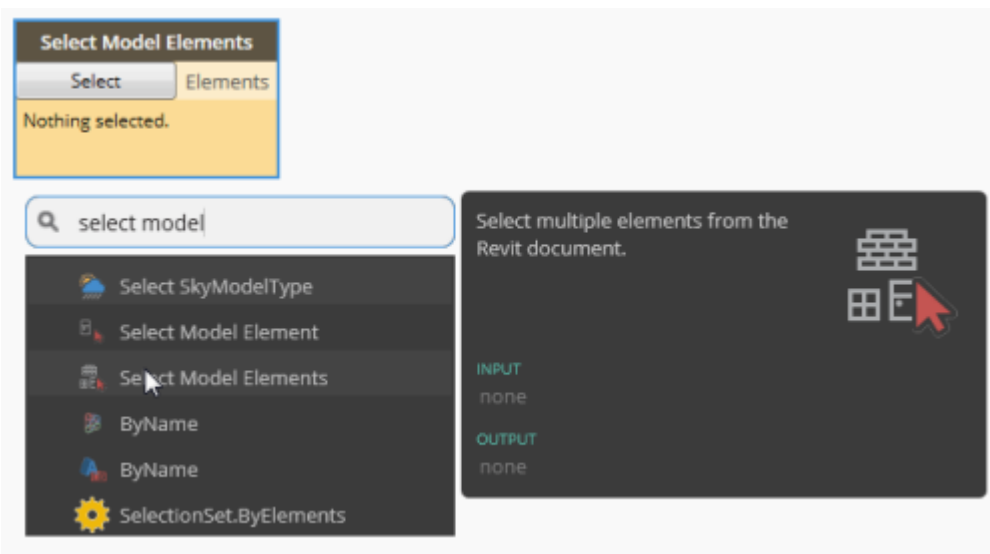 Select Model Elements
Select
Elements
Nothing selected.
select model
Select SkyModelType
Select Model Element
Select Model Elements
ByName
ByName
SelectionSet.ByElements
Select multiple elements from the
Revit document.
INPUT
none
OUTPUT
none